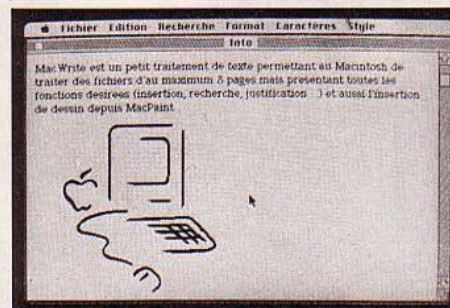 Fichier Edition Recherche Format Caractères Style
Toto
MacWrite est un petit traitement de texte permettant au Macintosh de
traiter des fichiers d'au maximum 8 pages mais presentant toutes les
fonctions desirees (insertion, recherche, justification...) et aussi l'insertion
de dessin depuis MacPaint